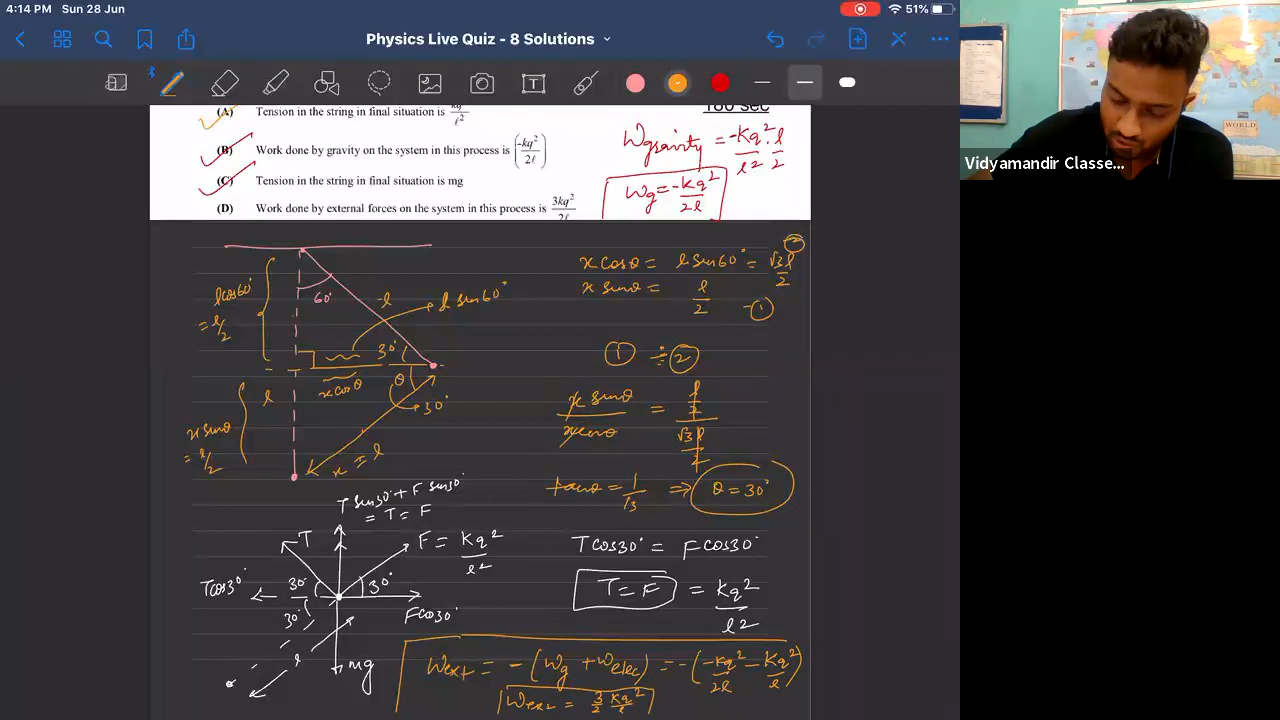 4:14 PM Sun 28 Jun
51%
Physics Live Quiz - 8 Solutions
(A) Tension in the string in final situation is kq²/ℓ²
180 sec
(B) Work done by gravity on the system in this process is (-kq²/2ℓ)
(C) Tension in the string in final situation is mg
(D) Work done by external forces on the system in this process is 3kq²/2ℓ
Wgravity = -Kq²/l² · l/2
Wg = -Kq²/2l
Vidyamandir Classe...
WORLD
lcos60°
= l/2
60°
l
l sin60°
30°
x cosθ
θ
30°
l
x sinθ
= l/2
x = l
x cosθ = l sin60° = √3l/2 -②
x sinθ = l/2 -①
① ÷ ②
x sinθ / x cosθ = l/2 / √3l/2
tanθ = 1/√3 ⇒ θ = 30°
T sin30° + F sin30°
= T = F
T
F = Kq²/l²
Tcos30°
30°
30°
30°
Fcos30°
l
mg
Tcos30° = Fcos30°
T = F = Kq²/l²
Wext = -(Wg + Welec) = -(-Kq²/2l - Kq²/l)
Wext = 3/2 Kq²/l